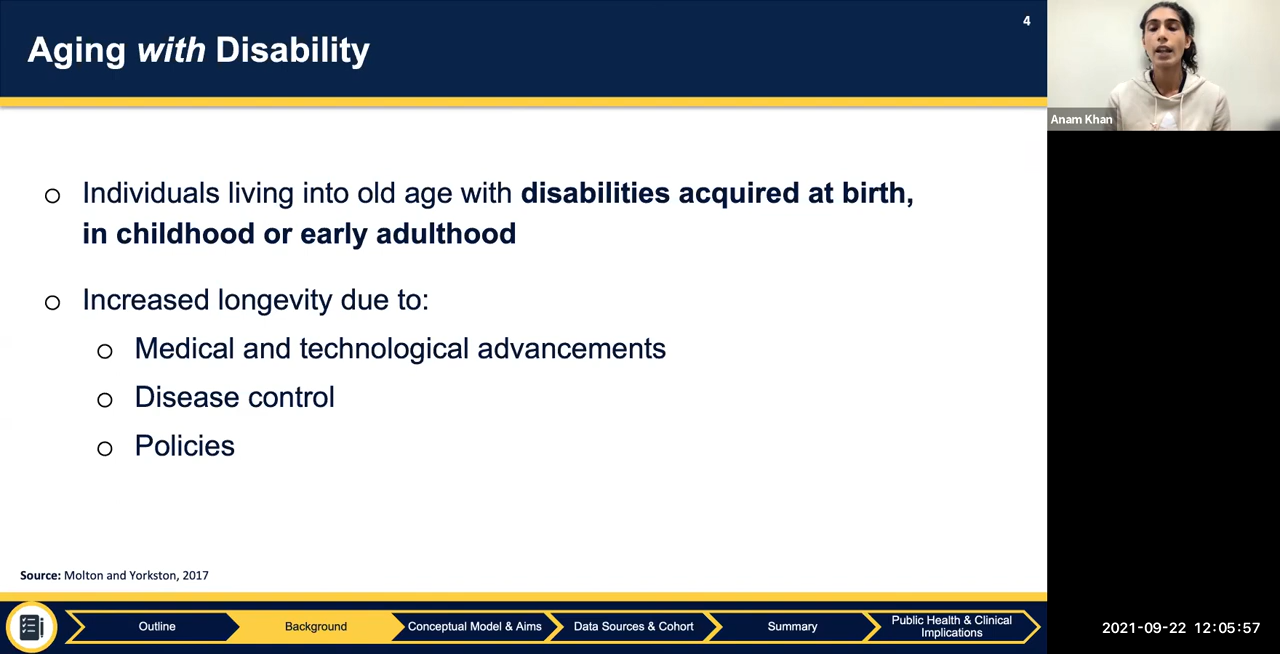 4
Aging with Disability
Anam Khan
o Individuals living into old age with disabilities acquired at birth,
in childhood or early adulthood
o Increased longevity due to:
o Medical and technological advancements
o Disease control
o Policies
Source: Molton and Yorkston, 2017
Outline
Background
Conceptual Model & Aims
Data Sources & Cohort
Summary
Public Health & Clinical
Implications
2021-09-22 12:05:57